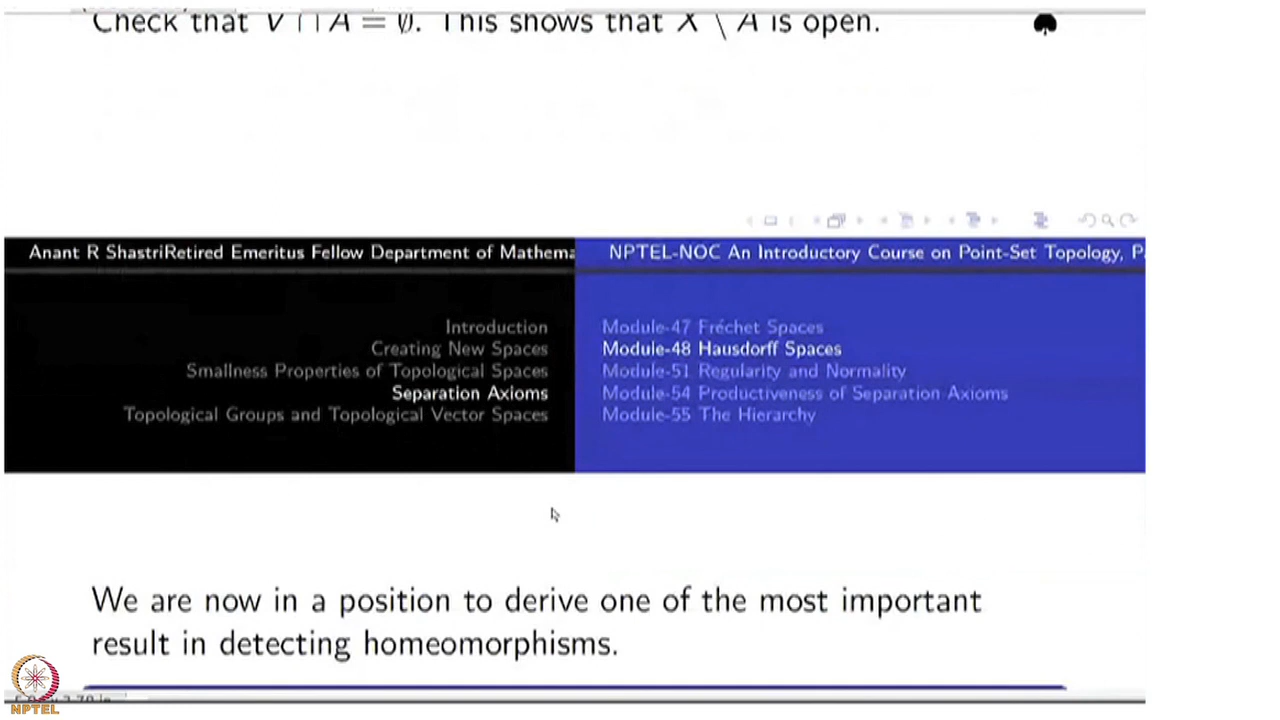 Check that V ∩ A = ∅. This shows that X \ A is open.
Anant R ShastriRetired Emeritus Fellow Department of Mathema
NPTEL-NOC An Introductory Course on Point-Set Topology, P
Introduction
Creating New Spaces
Smallness Properties of Topological Spaces
Separation Axioms
Topological Groups and Topological Vector Spaces
Module-47 Fréchet Spaces
Module-48 Hausdorff Spaces
Module-51 Regularity and Normality
Module-54 Productiveness of Separation Axioms
Module-55 The Hierarchy
We are now in a position to derive one of the most important
result in detecting homeomorphisms.
NPTEL